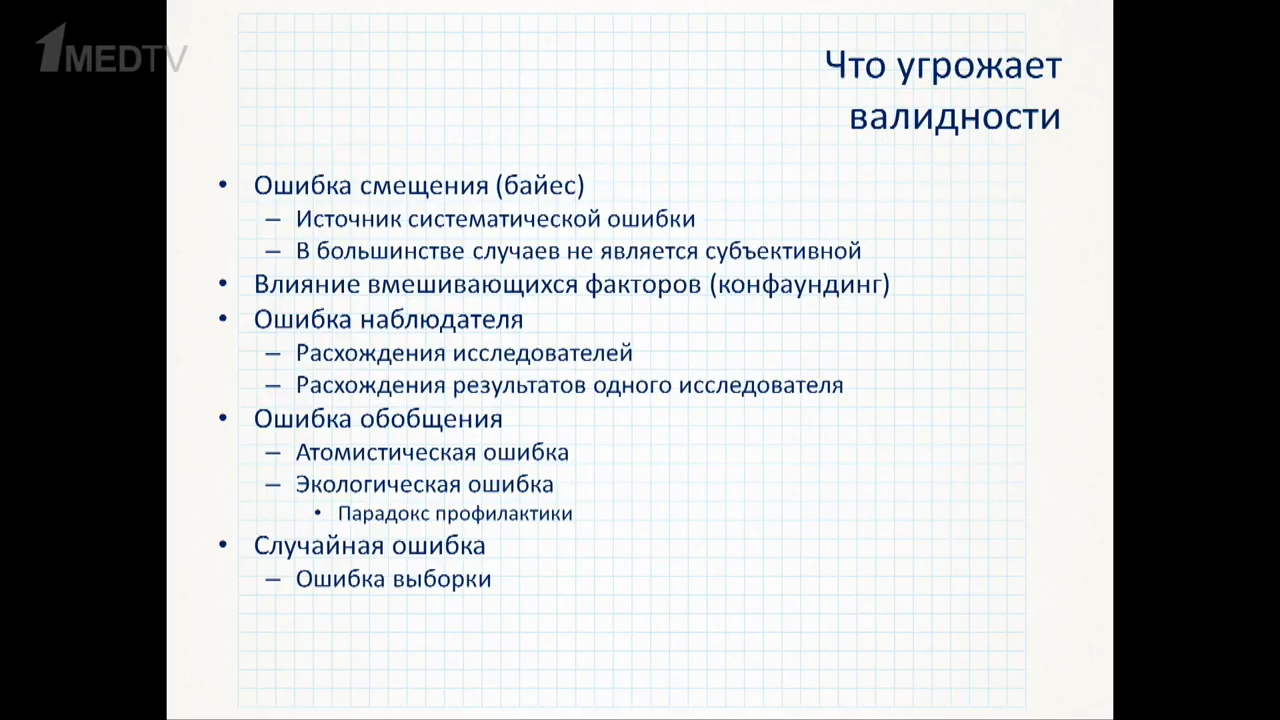 1MEDTV
Что угрожает
валидности
• Ошибка смещения (байес)
– Источник систематической ошибки
– В большинстве случаев не является субъективной
• Влияние вмешивающихся факторов (конфаундинг)
• Ошибка наблюдателя
– Расхождения исследователей
– Расхождения результатов одного исследователя
• Ошибка обобщения
– Атомистическая ошибка
– Экологическая ошибка
• Парадокс профилактики
• Случайная ошибка
– Ошибка выборки